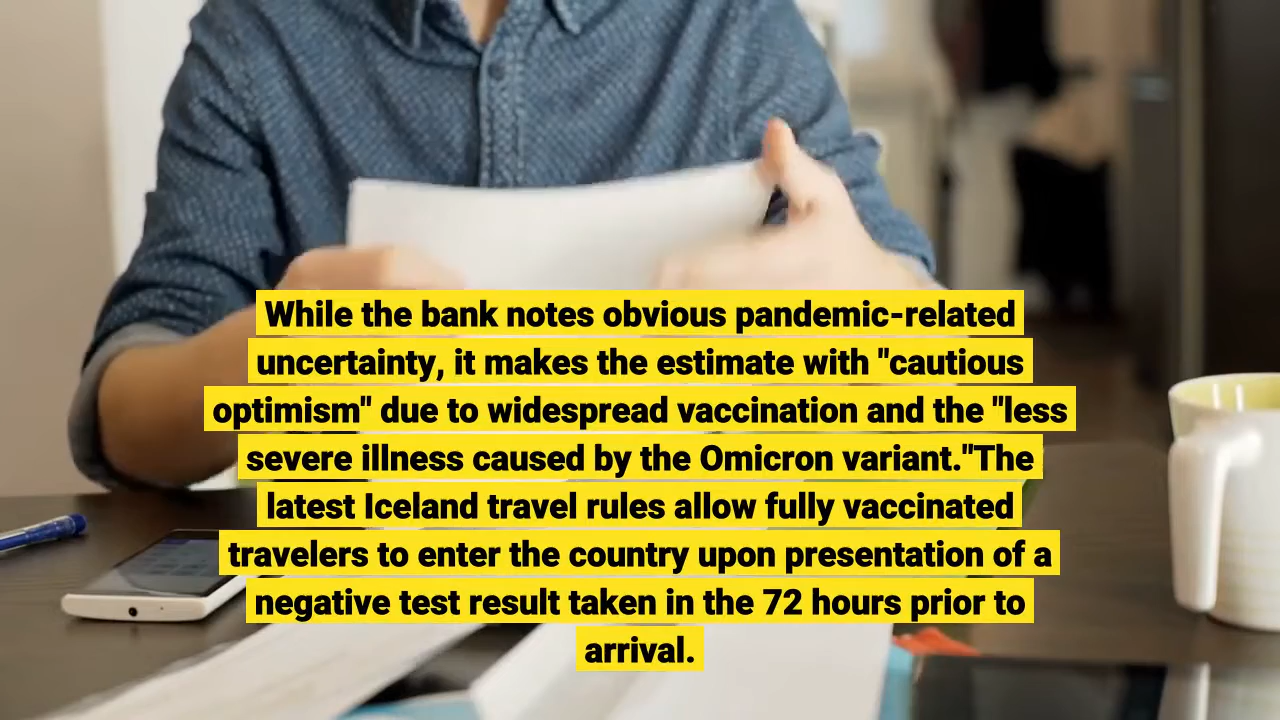 While the bank notes obvious pandemic-related
uncertainty, it makes the estimate with "cautious
optimism" due to widespread vaccination and the "less
severe illness caused by the Omicron variant."The
latest Iceland travel rules allow fully vaccinated
travelers to enter the country upon presentation of a
negative test result taken in the 72 hours prior to
arrival.